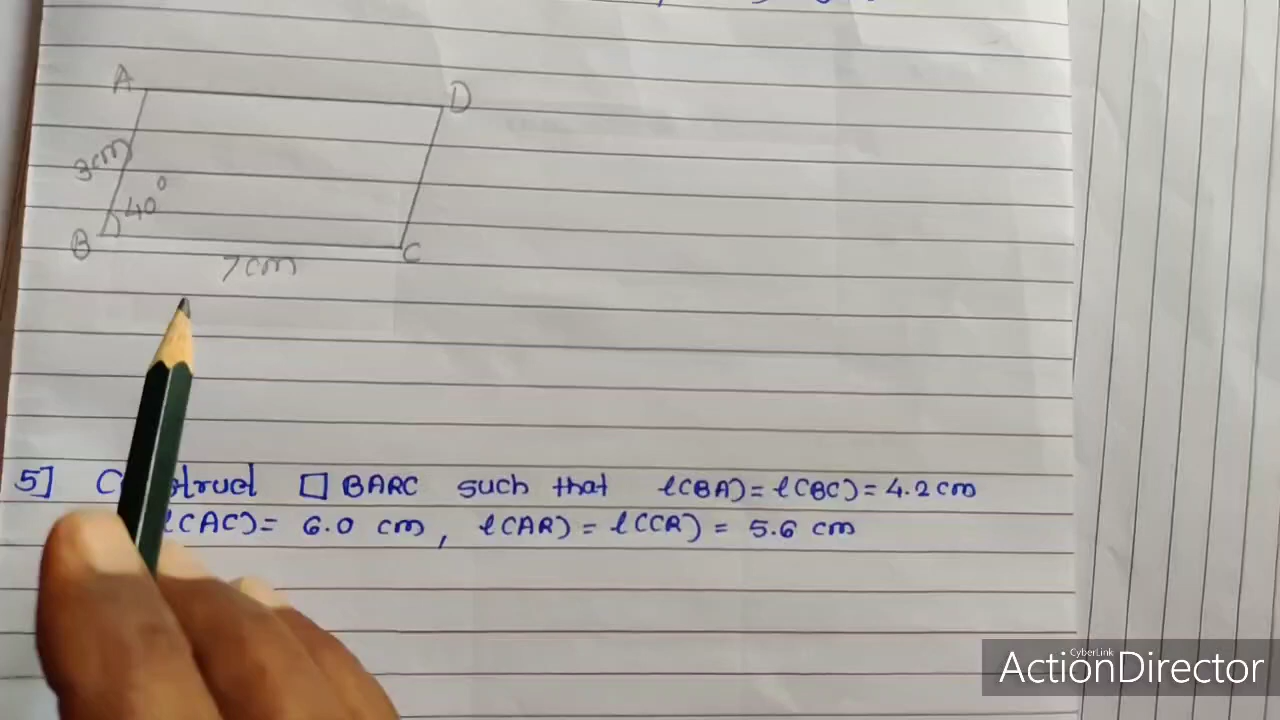 A
D
3cm
40°
B
C
7cm
5] C truct □ BARC such that l(BA) = l(BC) = 4.2 cm
l(AC) = 6.0 cm, l(AR) = l(CR) = 5.6 cm
CyberLink
ActionDirector